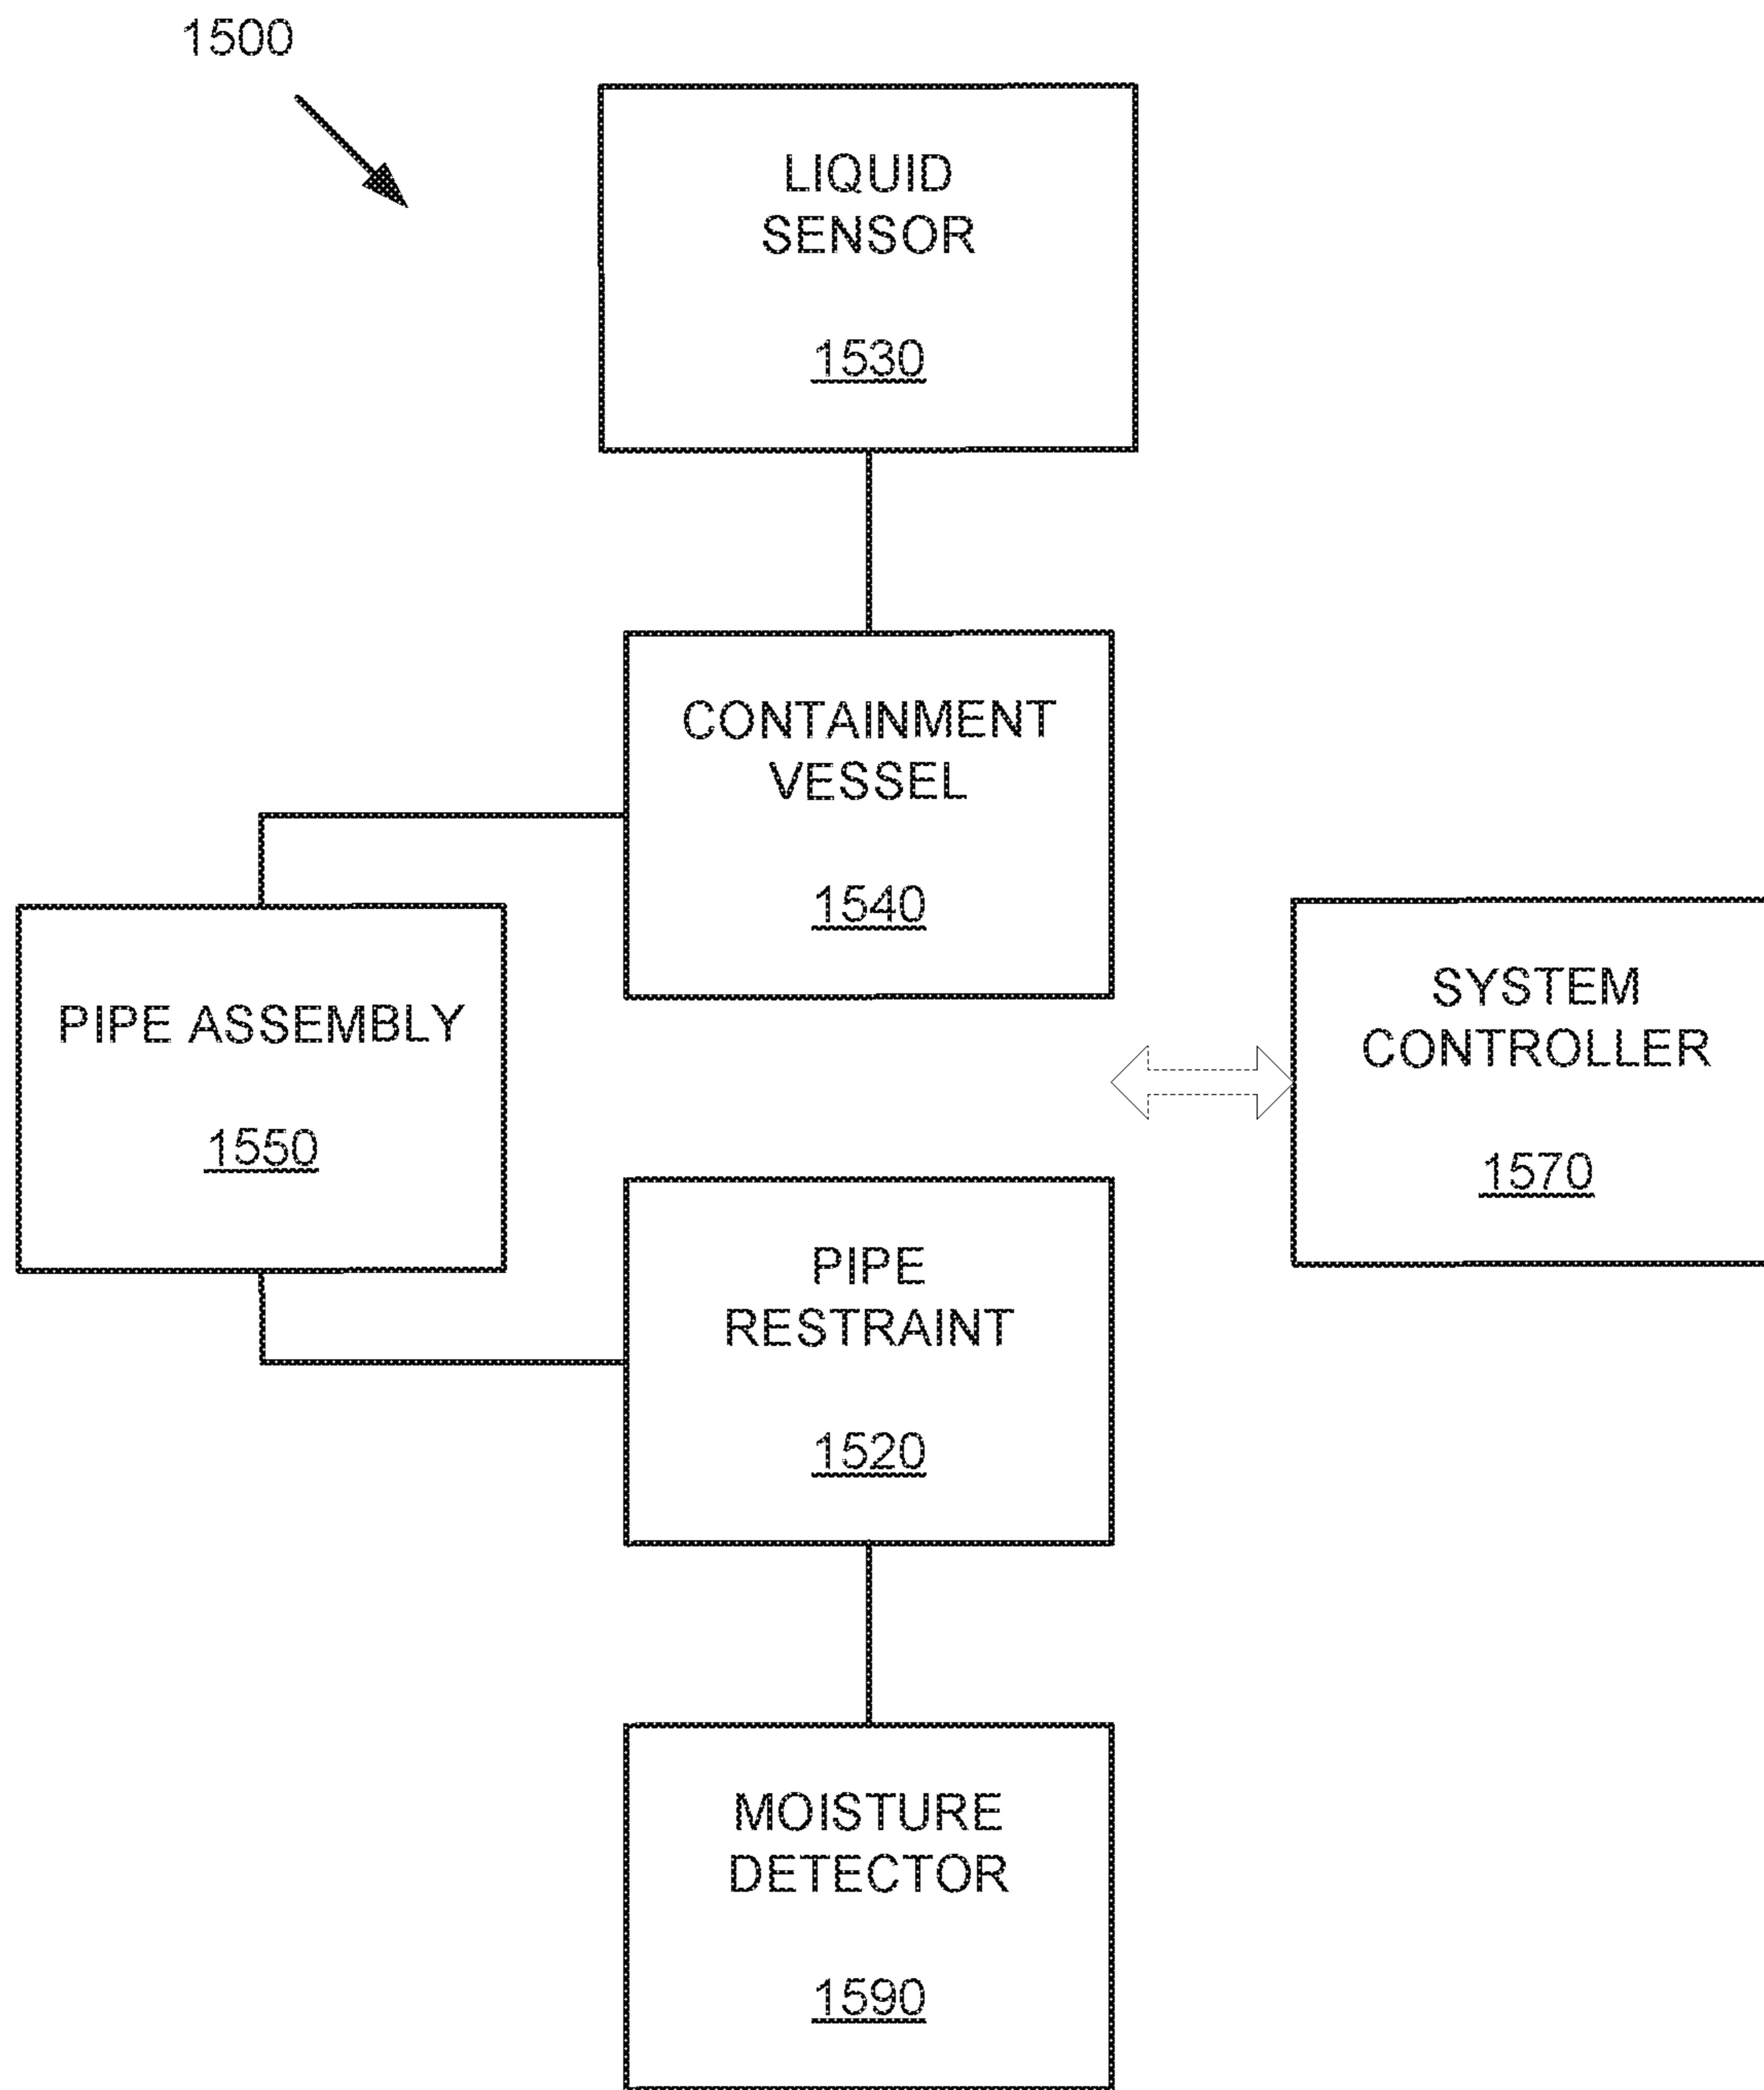 1500
LIQUID
SENSOR
1530
CONTAINMENT
VESSEL
1540
PIPE ASSEMBLY
1550
SYSTEM
CONTROLLER
1570
PIPE
RESTRAINT
1520
MOISTURE
DETECTOR
1590